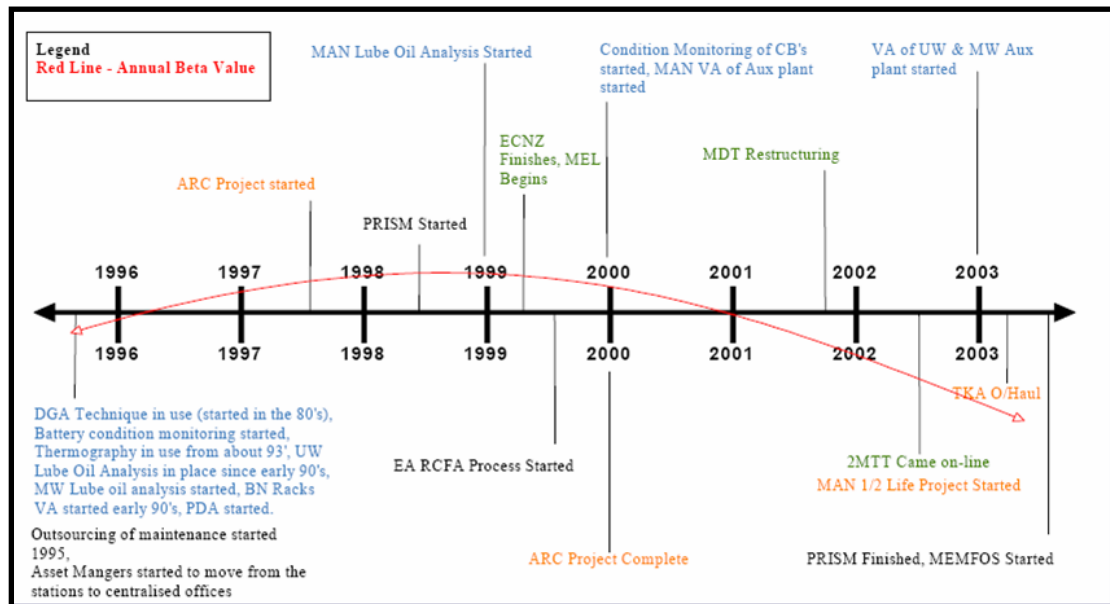 Legend
Red Line - Annual Beta Value
MAN Lube Oil Analysis Started
Condition Monitoring of CB's
started, MAN VA of Aux plant
started
VA of UW & MW Aux
plant started
ECNZ
Finishes, MEL
Begins
MDT Restructuring
ARC Project started
PRISM Started
1996
1997
1998
1999
2000
2001
2002
2003
1996
1997
1998
1999
2000
2001
2002
2003
TKA O/Haul
DGA Technique in use (started in the 80's),
Battery condition monitoring started,
Thermography in use from about 93', UW
Lube Oil Analysis in place since early 90's,
MW Lube oil analysis started, BN Racks
VA started early 90's, PDA started.
Outsourcing of maintenance started
1995,
Asset Mangers started to move from the
stations to centralised offices
EA RCFA Process Started
2MTT Came on-line
MAN 1/2 Life Project Started
ARC Project Complete
PRISM Finished, MEMFOS Started